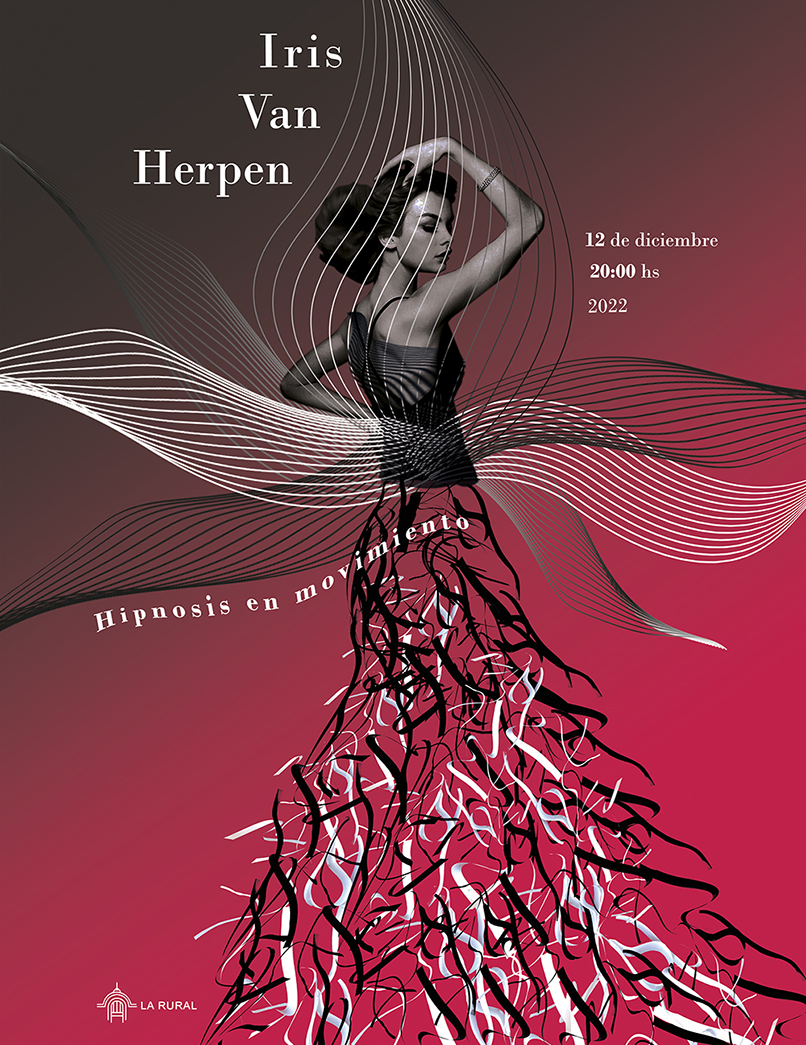 Iris
Van
Herpen
12 de diciembre
20:00 hs
2022
Hipnosis en movimiento
LA RURAL